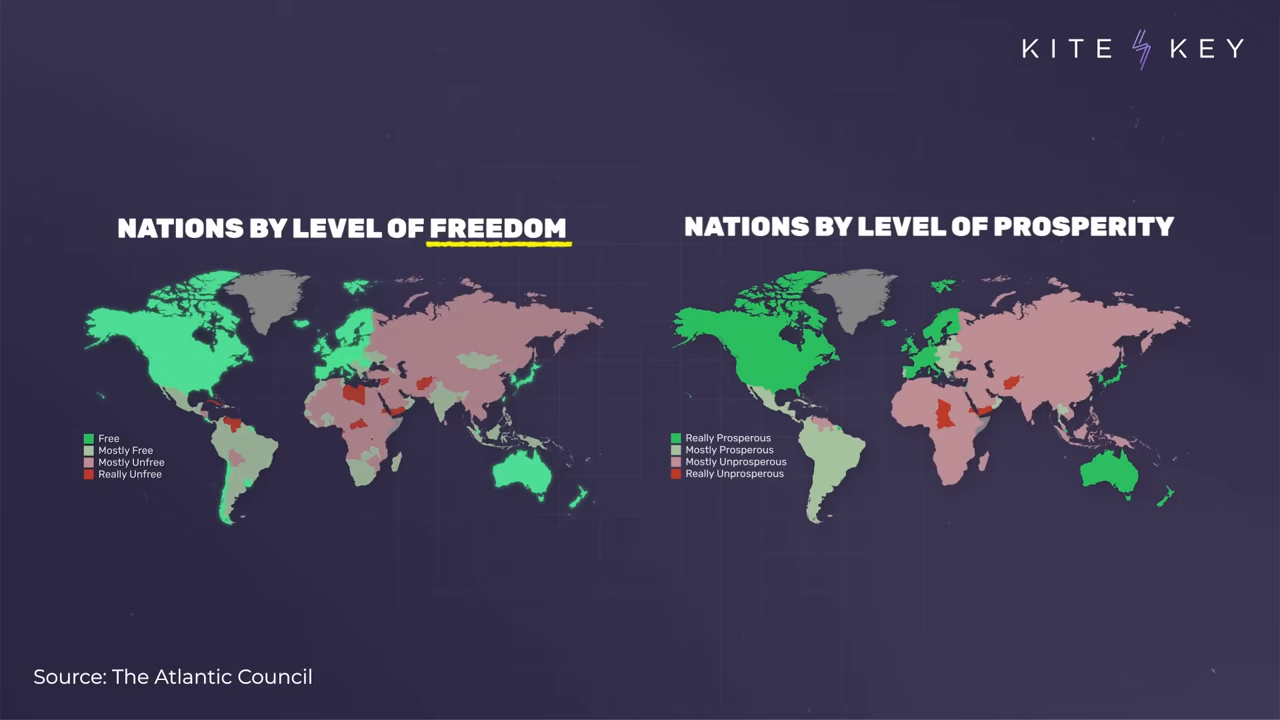 KITE KEY
NATIONS BY LEVEL OF FREEDOM
Free
Mostly Free
Mostly Unfree
Really Unfree
NATIONS BY LEVEL OF PROSPERITY
Really Prosperous
Mostly Prosperous
Mostly Unprosperous
Really Unprosperous
Source: The Atlantic Council